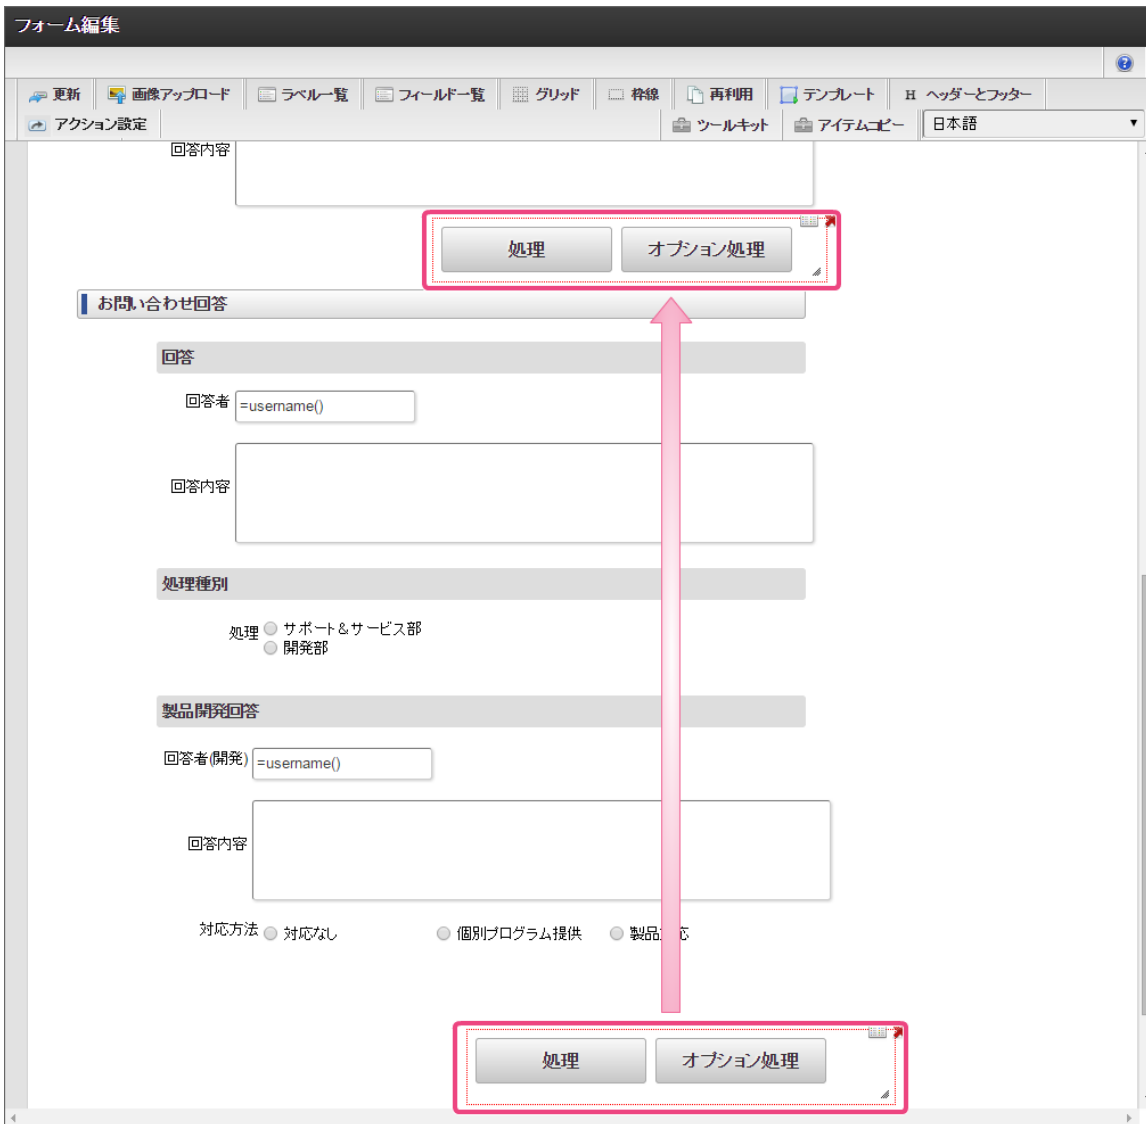 フォーム編集
更新 画像アップロード ラベル一覧 フィールド一覧 グリッド 枠線 再利用 テンプレート H ヘッダーとフッター
アクション設定 ツールキット アイテムコピー 日本語
回答内容
処理 オプション処理
お問い合わせ回答
回答
回答者 =username()
回答内容
処理種別
処理 サポート&サービス部
開発部
製品開発回答
回答者(開発) =username()
回答内容
対応方法 対応なし 個別プログラム提供 製品対応
処理 オプション処理